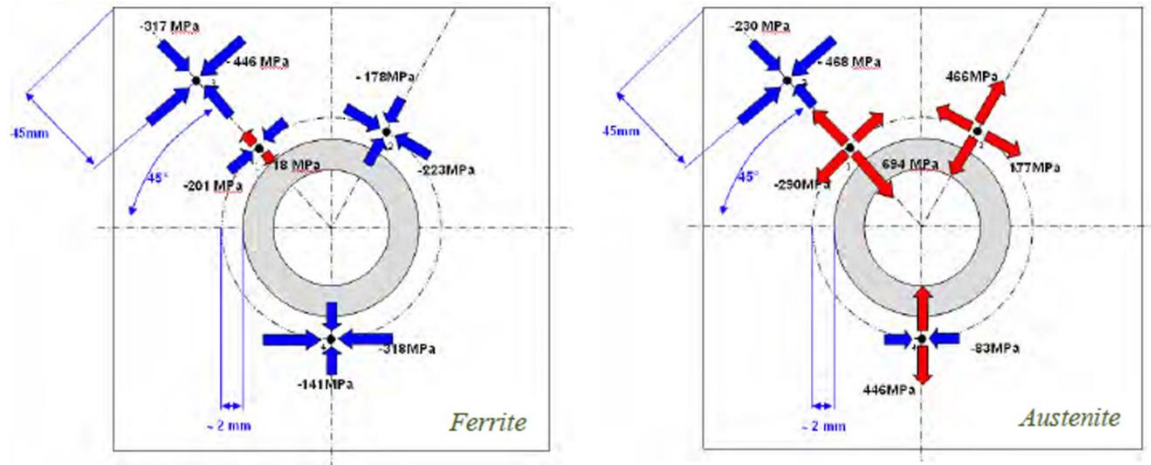 -317 MPa
- 446 MPa
- 178MPa
45mm
45°
18 MPa
-201 MPa
-223MPa
-318MPa
-141MPa
~ 2 mm
Ferrite
-230 MPa
- 468 MPa
466MPa
45mm
45°
694 MPa
-290MPa
177MPa
-83MPa
446MPa
~ 2 mm
Austenite